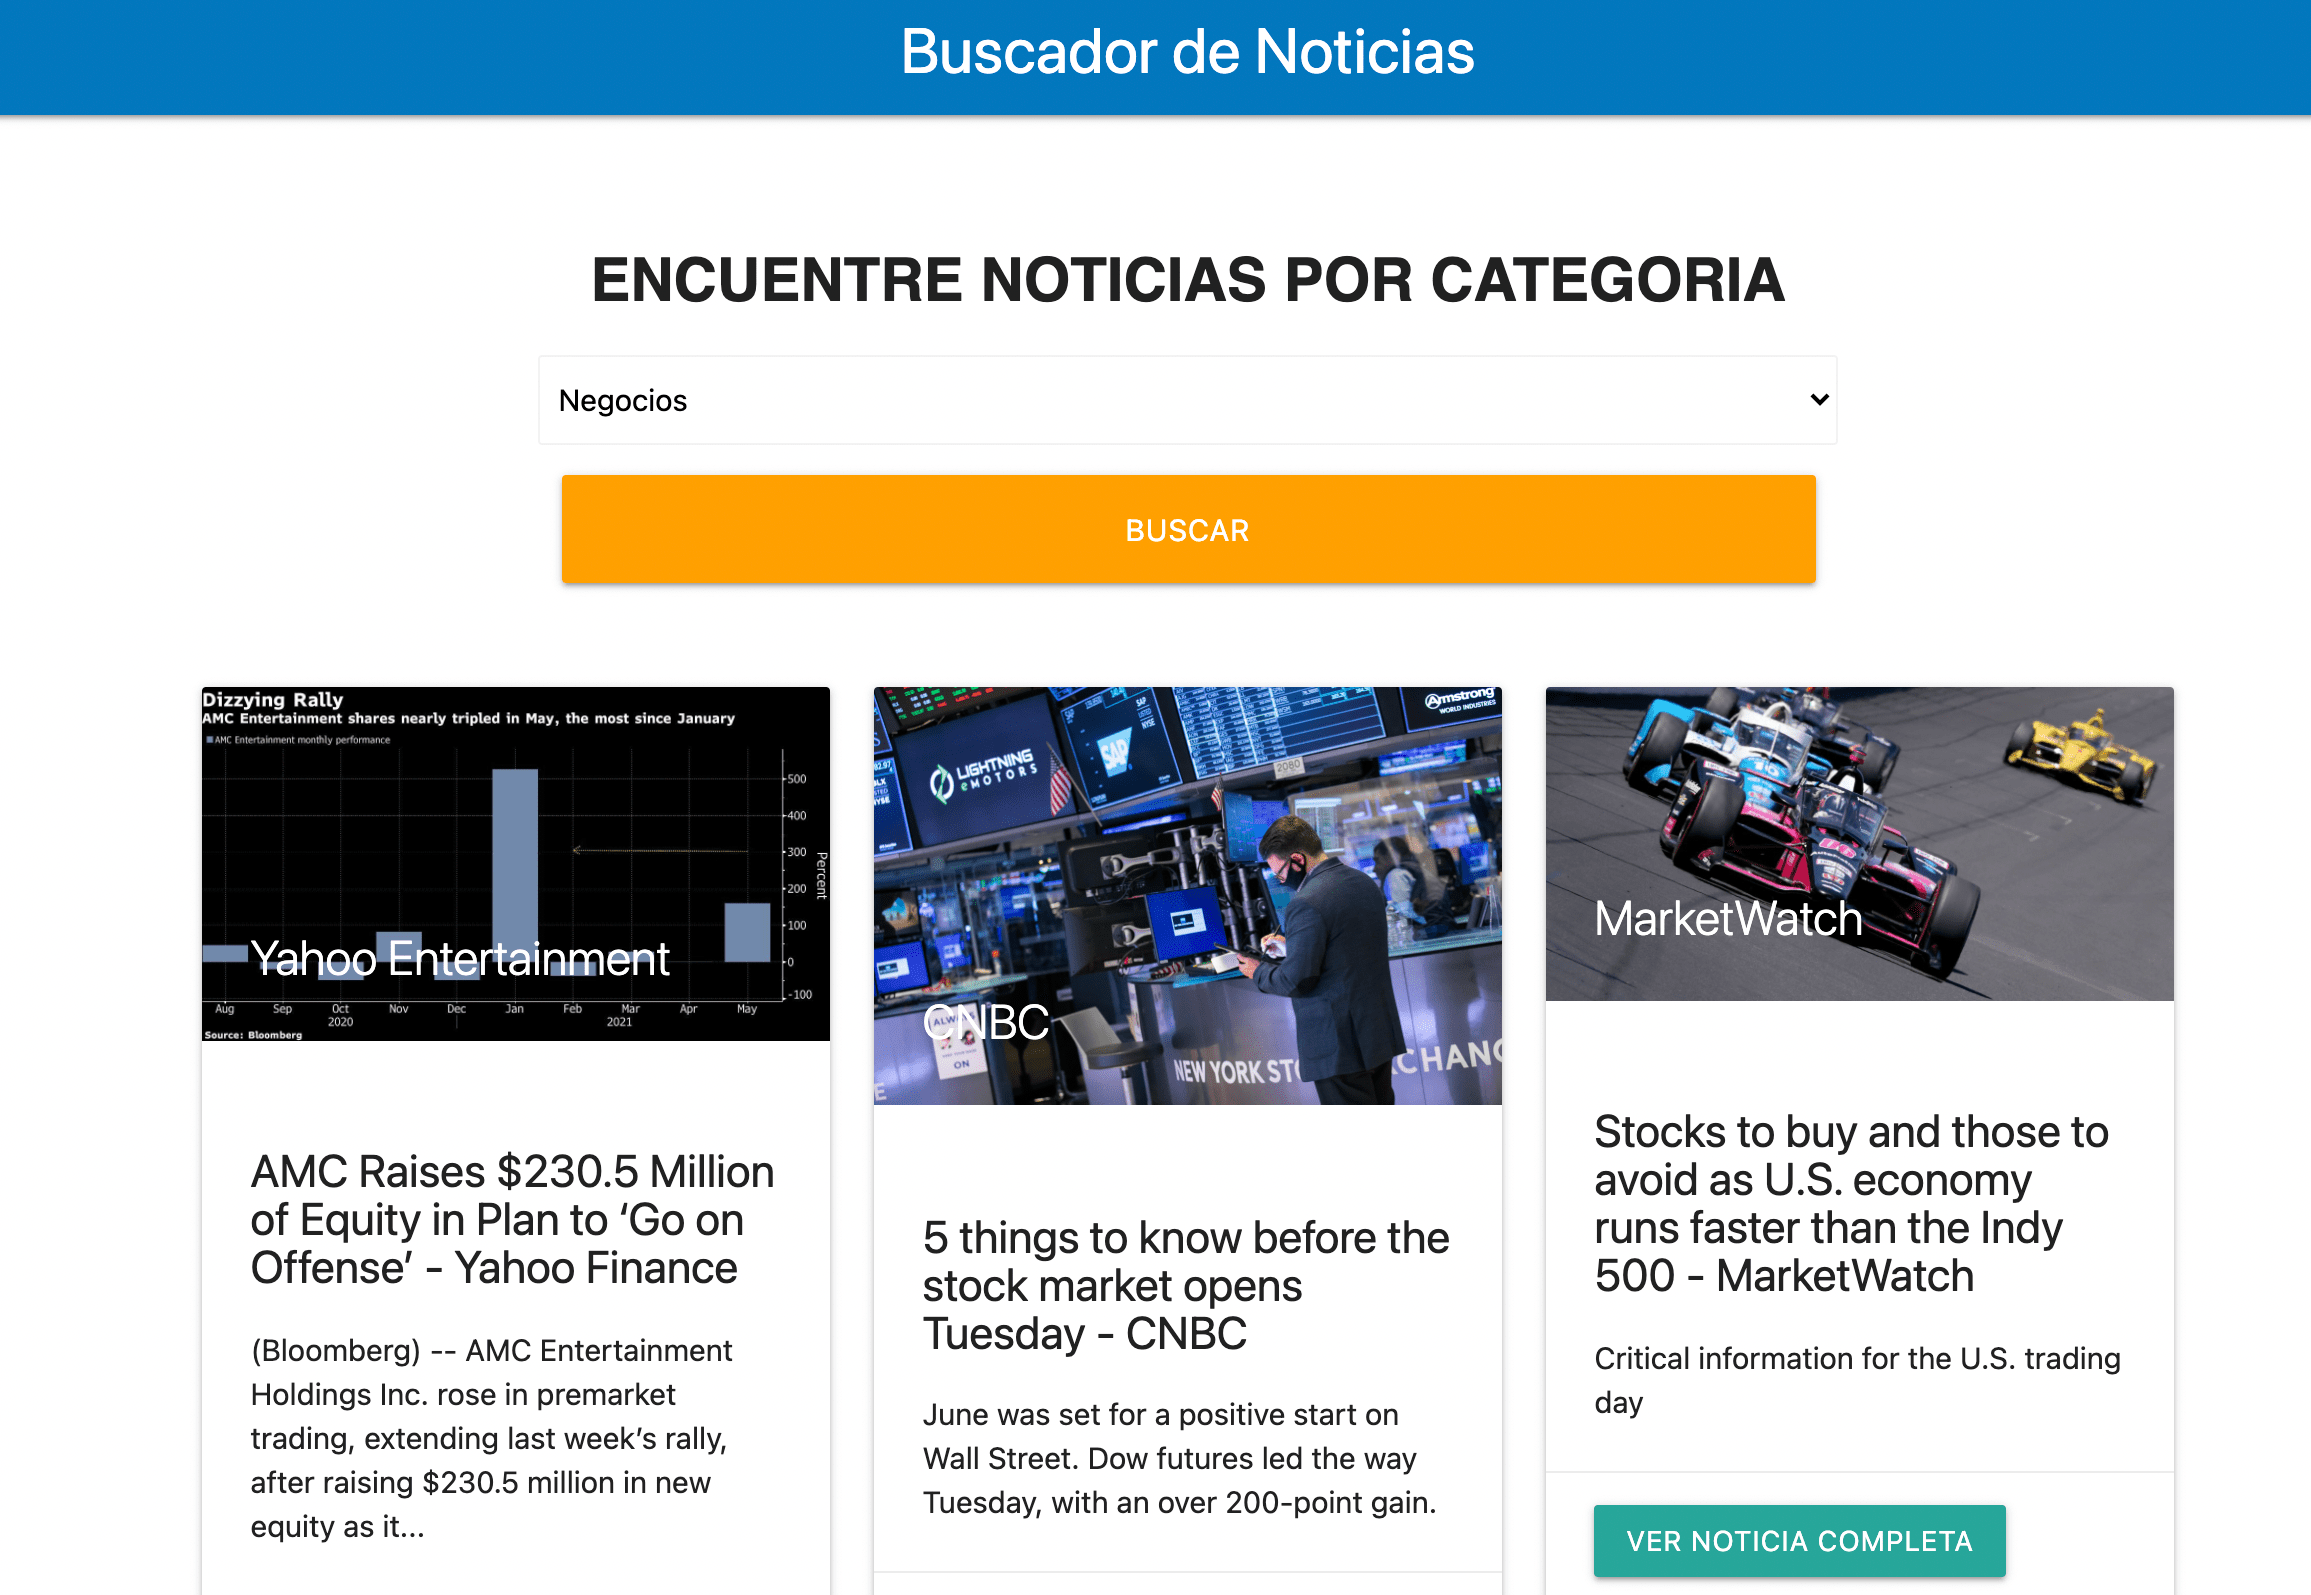 Buscador de Noticias
ENCUENTRE NOTICIAS POR CATEGORIA
Negocios
BUSCAR
Dizzying Rally
AMC Entertainment shares nearly tripled in May, the most since January
AMC Entertainment monthly performance
500
400
300
200
100
0
-100
Percent
Aug Sep Oct Nov Dec Jan Feb Mar Apr May
2020 2021
Source: Bloomberg
Yahoo Entertainment
AMC Raises $230.5 Million
of Equity in Plan to ‘Go on
Offense’ - Yahoo Finance
(Bloomberg) -- AMC Entertainment
Holdings Inc. rose in premarket
trading, extending last week’s rally,
after raising $230.5 million in new
equity as it...
Armstrong
WORLD INDUSTRIES
LIGHTNING
eMOTORS
SAP
SAP
NYSE
2080
ON
NEW YORK ST
CHANG
CNBC
5 things to know before the
stock market opens
Tuesday - CNBC
June was set for a positive start on
Wall Street. Dow futures led the way
Tuesday, with an over 200-point gain.
MarketWatch
Stocks to buy and those to
avoid as U.S. economy
runs faster than the Indy
500 - MarketWatch
Critical information for the U.S. trading
day
VER NOTICIA COMPLETA